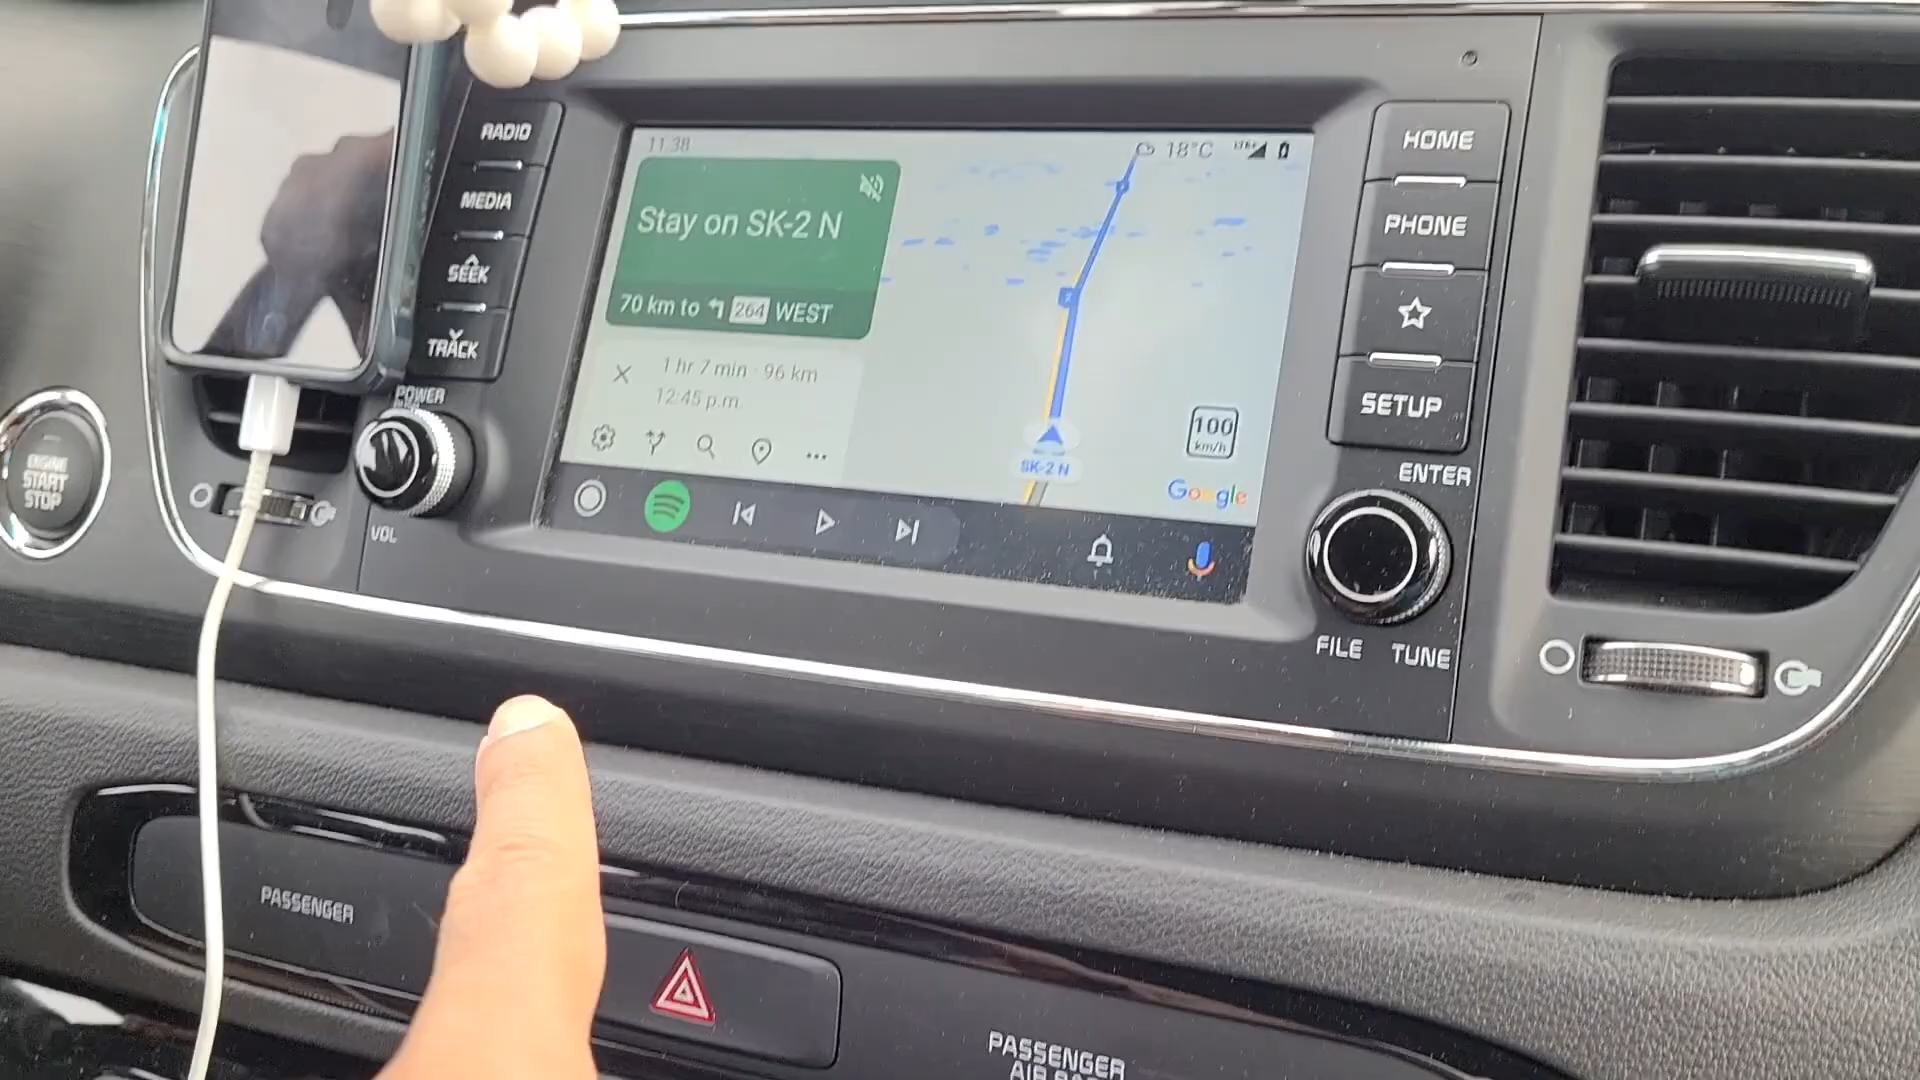 RADIO
MEDIA
SEEK
TRACK
POWER
VOL
ENGINE
START
STOP
11:38
18°C
Stay on SK-2 N
70 km to 264 WEST
1 hr 7 min · 96 km
12:45 p.m.
100
km/h
SK-2 N
Google
HOME
PHONE
SETUP
ENTER
FILE
TUNE
PASSENGER
PASSENGER